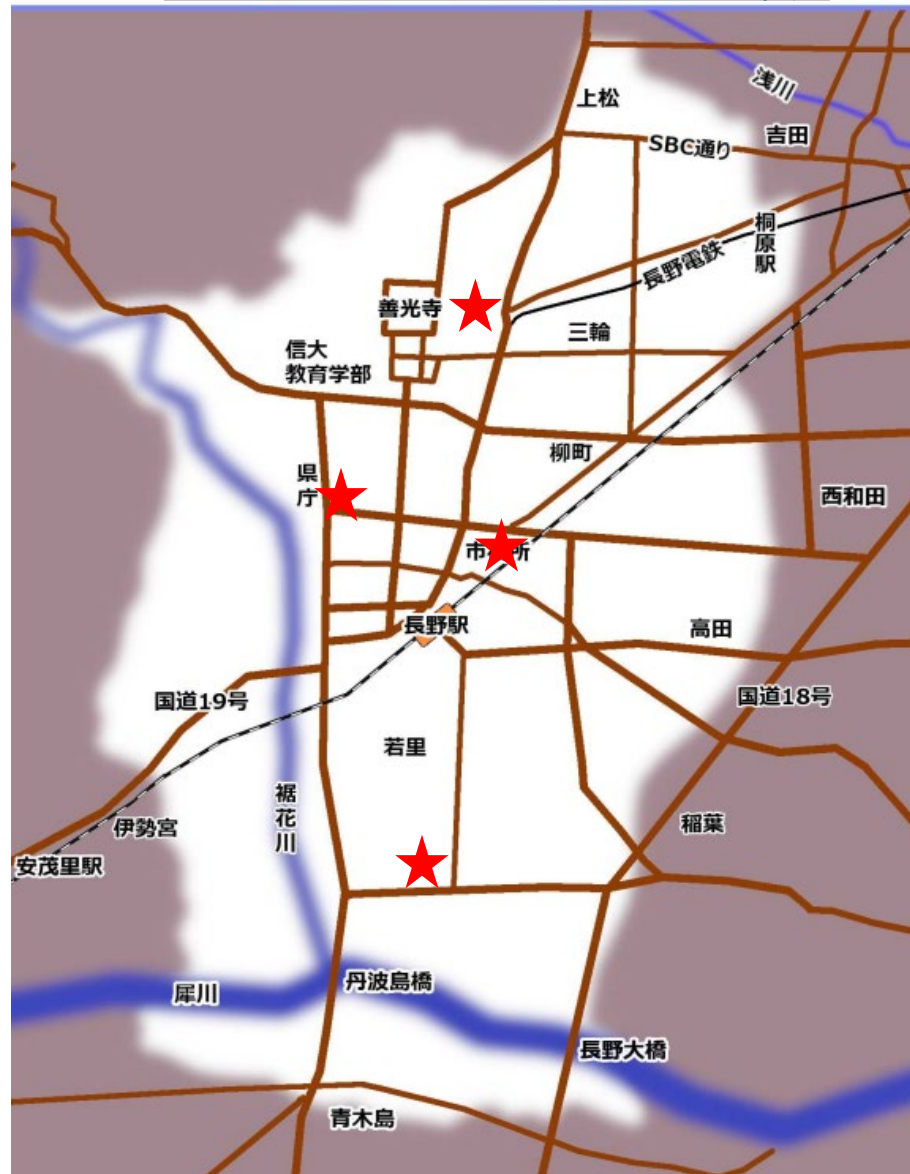 上松
浅川
吉田
SBC通り
桐
原
駅
長野電鉄
善光寺
三輪
信大
教育学部
柳町
県
庁
西和田
市
所
長野駅
高田
国道19号
国道18号
若里
裾
花
川
稲葉
伊勢宮
安茂里駅
丹波島橋
犀川
長野大橋
青木島